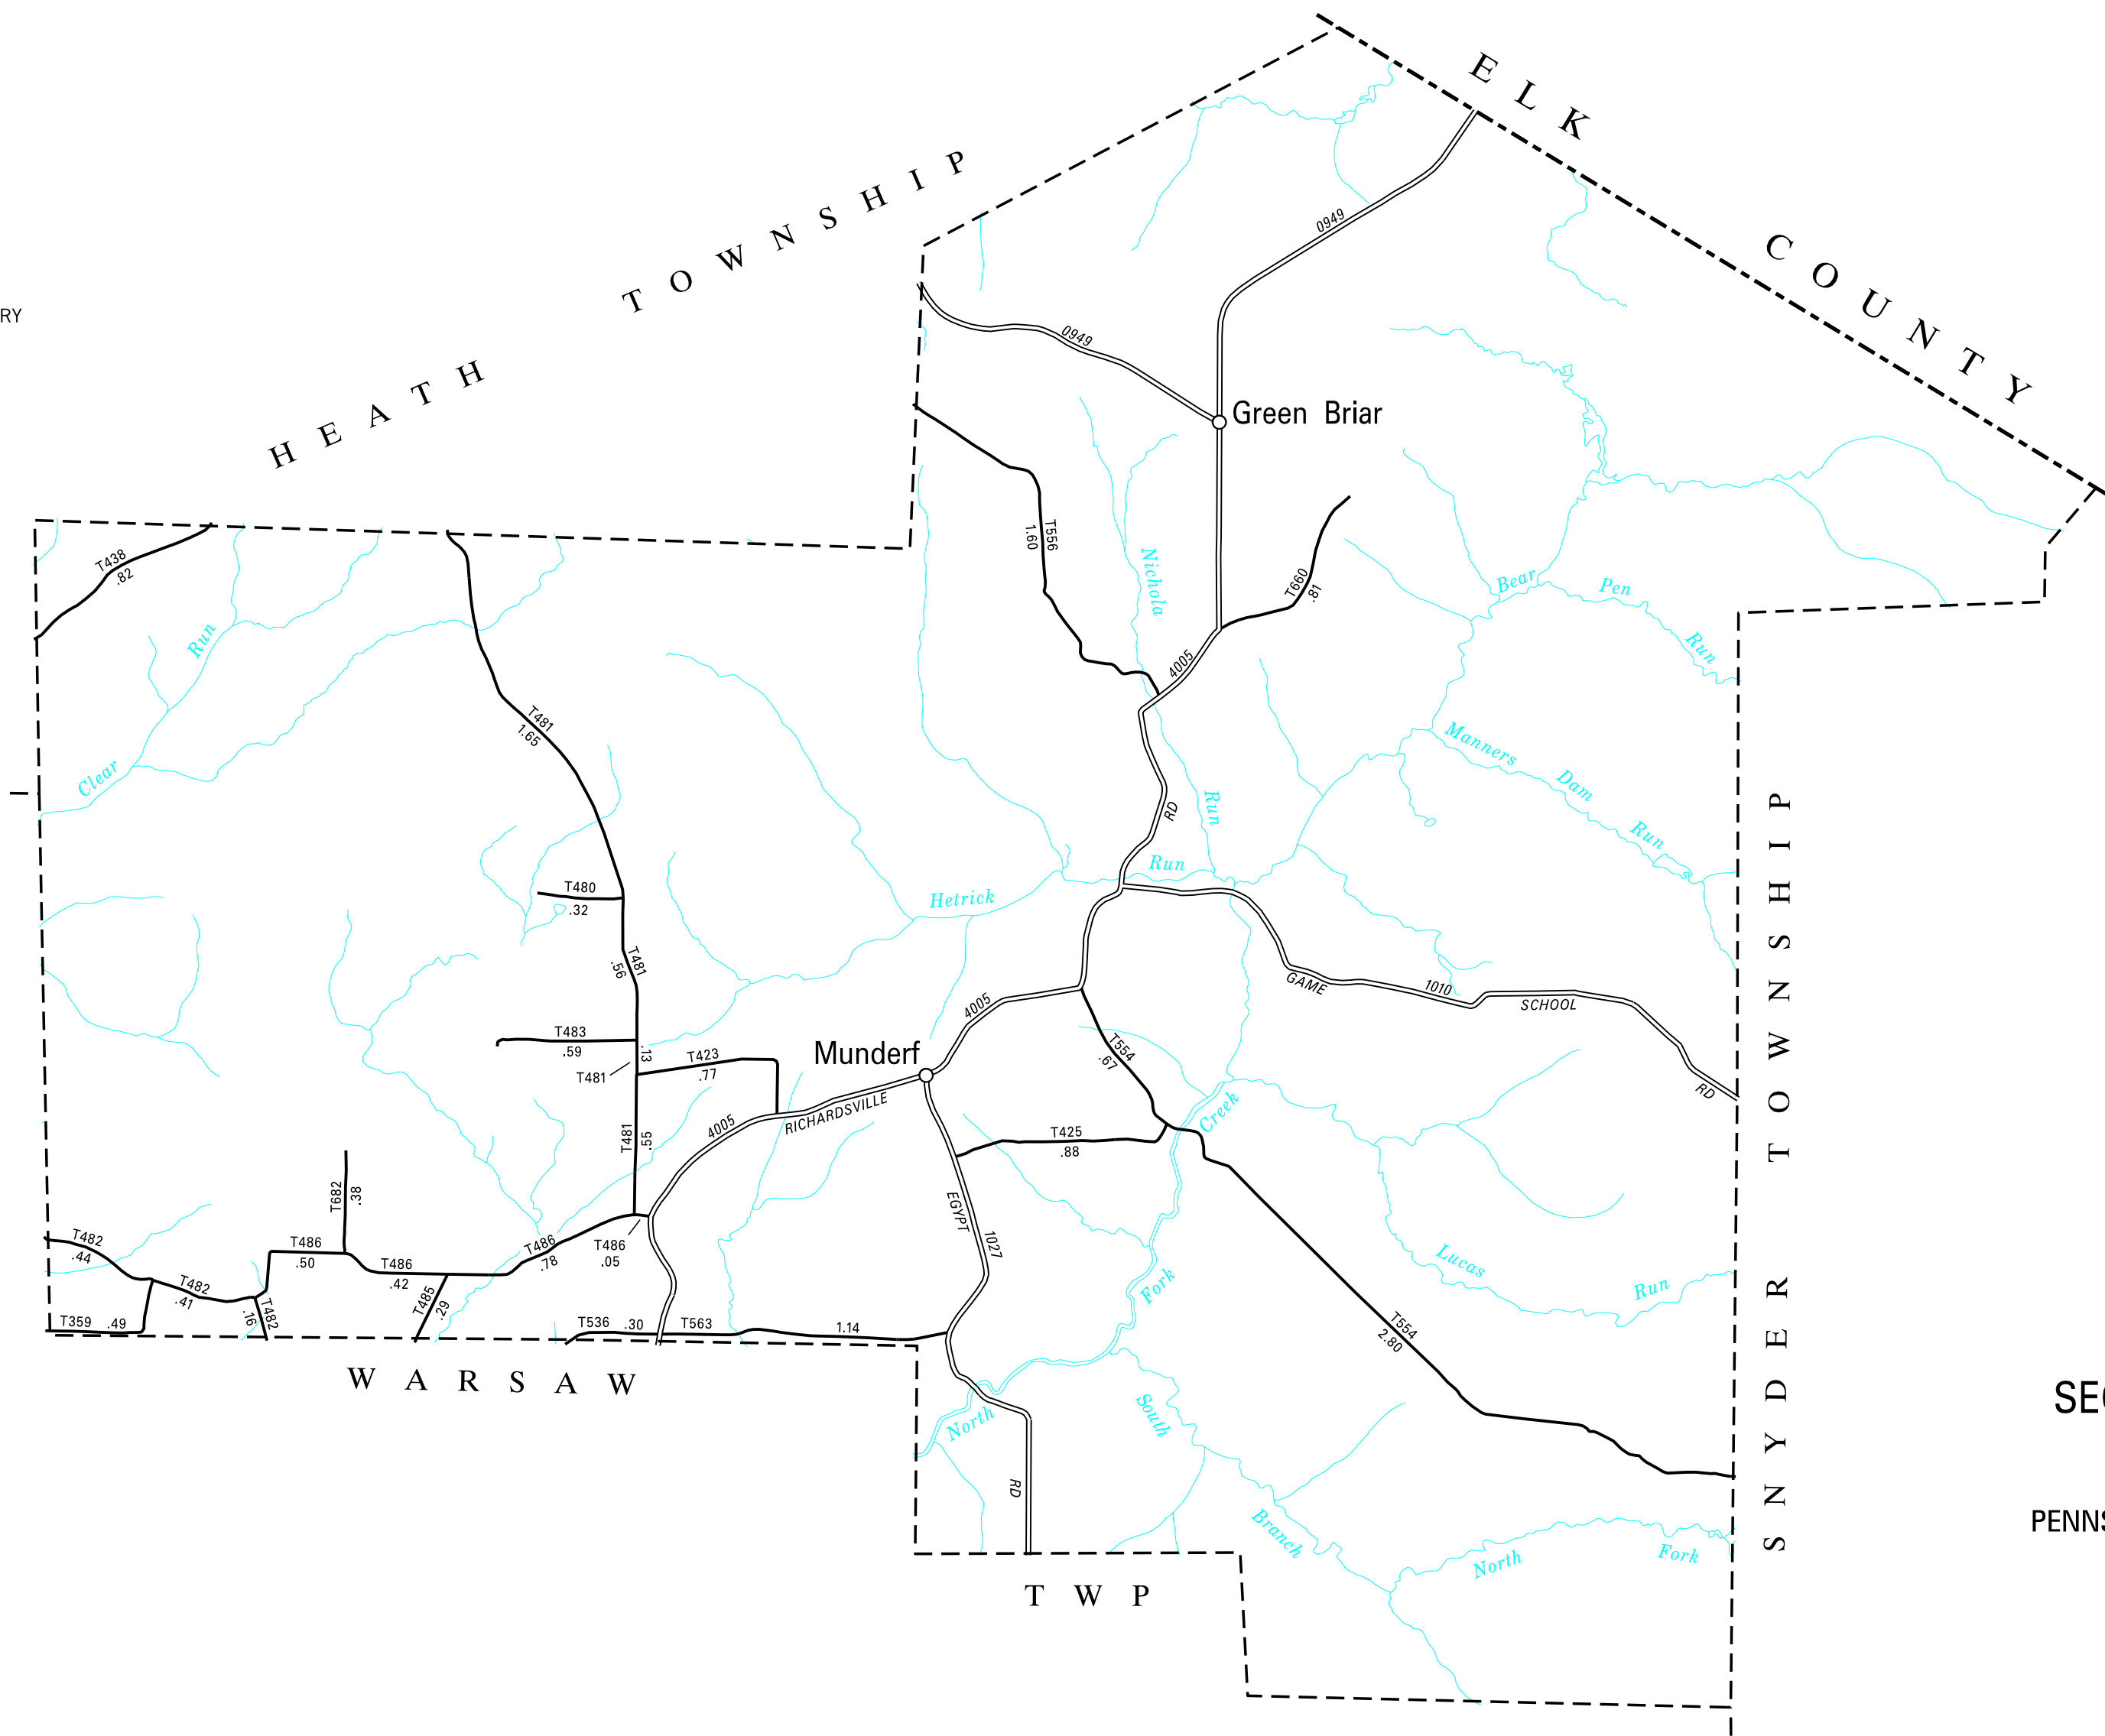 ELK
COUNTY
HEATH TOWNSHIP
RY
0949
0949
Green Briar
T556
1.60
Nichola
Run
T660
.81
4005
RD
Bear Pen Run
Manners Dam Run
T438
.82
Clear Run
T481
1.65
T480
.32
T481
.56
Hetrick Run
T483
.59
.13
T481
T423
.77
Munderf
4005
4005
RICHARDSVILLE
GAME
1010
SCHOOL
RD
T554
.67
Creek
T425
.88
T481
.55
T682
.38
EGYPT
1027
T482
.44
T486
.50
T486
.42
T486
.78
T486
.05
T482
.41
T482
.16
T485
.29
T359 .49
T536 .30
T563
1.14
Fork
Lucas Run
T554
2.80
WARSAW
North
RD
South
Branch
North Fork
TWP
SNYDER TOWNSHIP
SE
PENNS